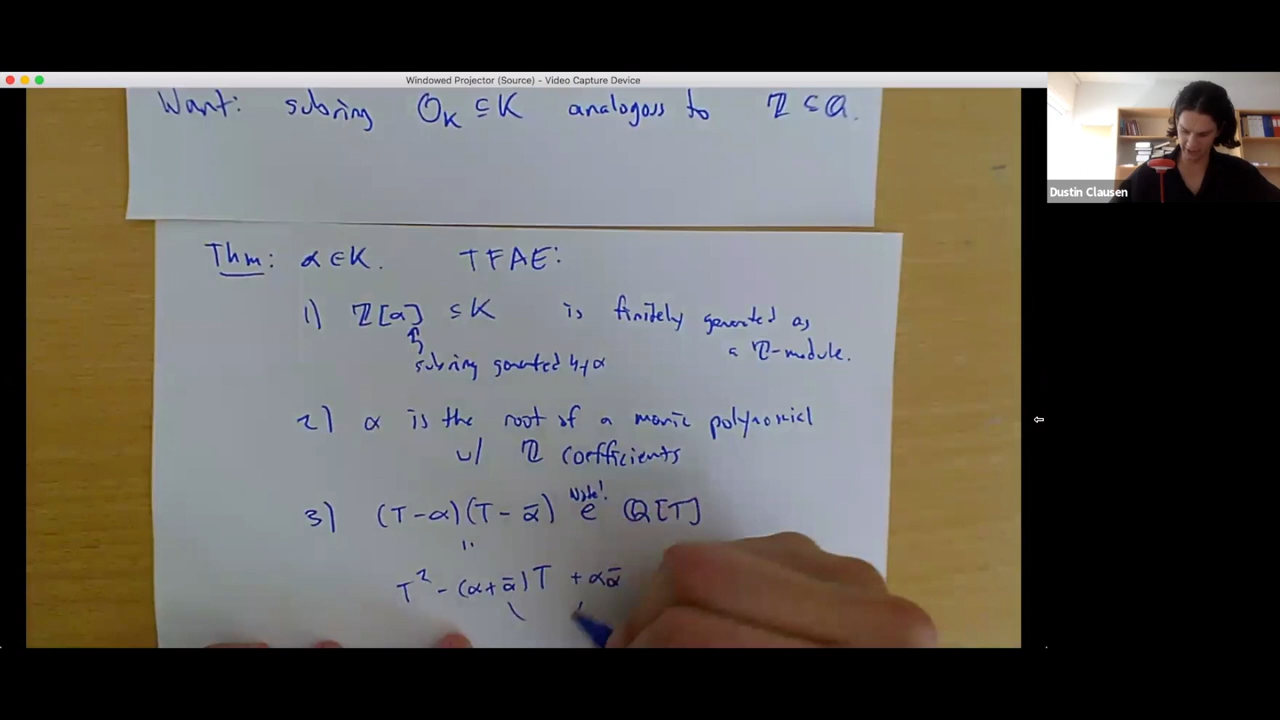 Windowed Projector (Source) - Video Capture Device
Want: subring O_K ⊆ K analogous to ℤ ⊆ ℚ.
Dustin Clausen
Thm: α ∈ K. TFAE:
1) ℤ[α] ⊆ K is finitely generated as
a ℤ-module.
subring generated by α
2) α is the root of a monic polynomial
w/ ℤ coefficients
Note!
3) (T-α)(T-ᾱ) ∈ ℚ[T]
T² - (α+ᾱ)T + αᾱ